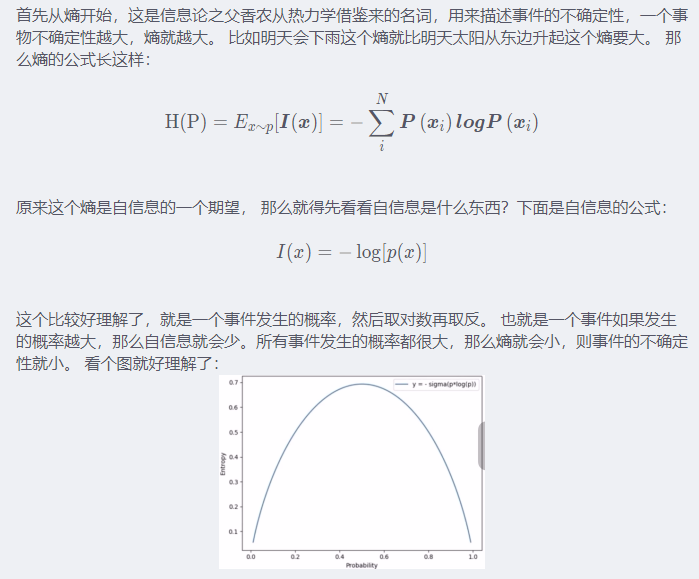 首先从熵开始，这是信息论之父香农从热力学借鉴来的名词，用来描述事件的不确定性，一个事
物不确定性越大，熵就越大。 比如明天会下雨这个熵就比明天太阳从东边升起这个熵要大。 那
么熵的公式长这样：
H(P) = E_{x∼p}[I(x)] = −∑_{i}^{N} P(x_i) logP(x_i)
原来这个熵是自信息的一个期望， 那么就得先看看自信息是什么东西？下面是自信息的公式：
I(x) = − log[p(x)]
这个比较好理解了，就是一个事件发生的概率，然后取对数再取反。 也就是一个事件如果发生
的概率越大，那么自信息就会少。所有事件发生的概率都很大，那么熵就会小，则事件的不确定
性就小。 看个图就好理解了：
y = - sigma(p*log(p))
0.7
0.6
0.5
0.4
0.3
0.2
0.1
Entropy
0.0 0.2 0.4 0.6 0.8 1.0
Probability